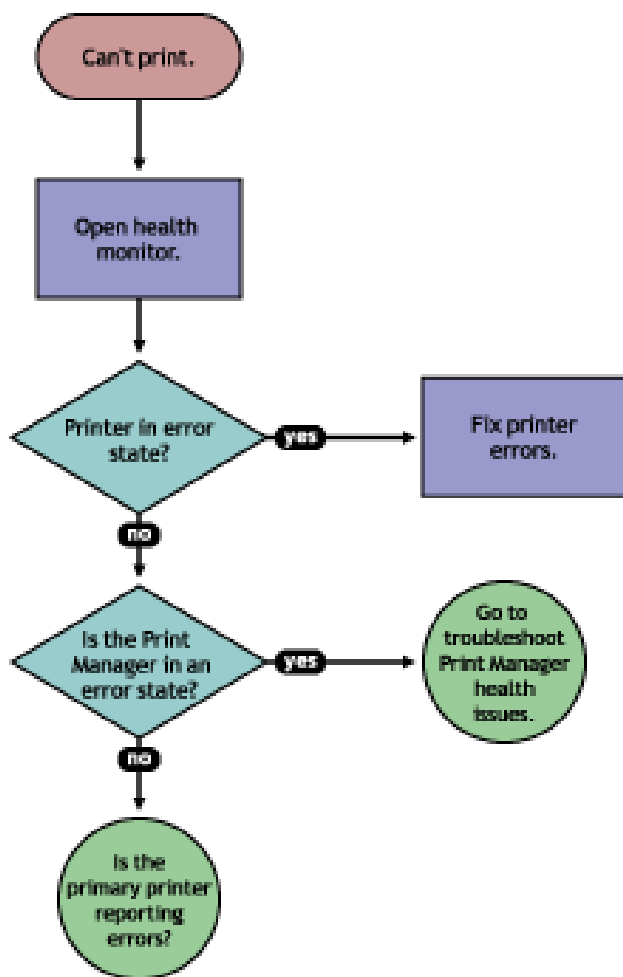 Can't print.
Open health
monitor.
Printer in error
state?
yes
Fix printer
errors.
no
Is the Print
Manager in an
error state?
yes
Go to
troubleshoot
Print Manager
health
issues.
no
Is the
primary printer
reporting
errors?